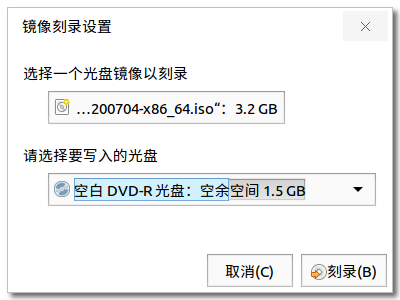 镜像刻录设置
选择一个光盘镜像以刻录
…200704-x86_64.iso“：3.2 GB
请选择要写入的光盘
空白 DVD-R 光盘：空余空间 1.5 GB
取消(C)
刻录(B)